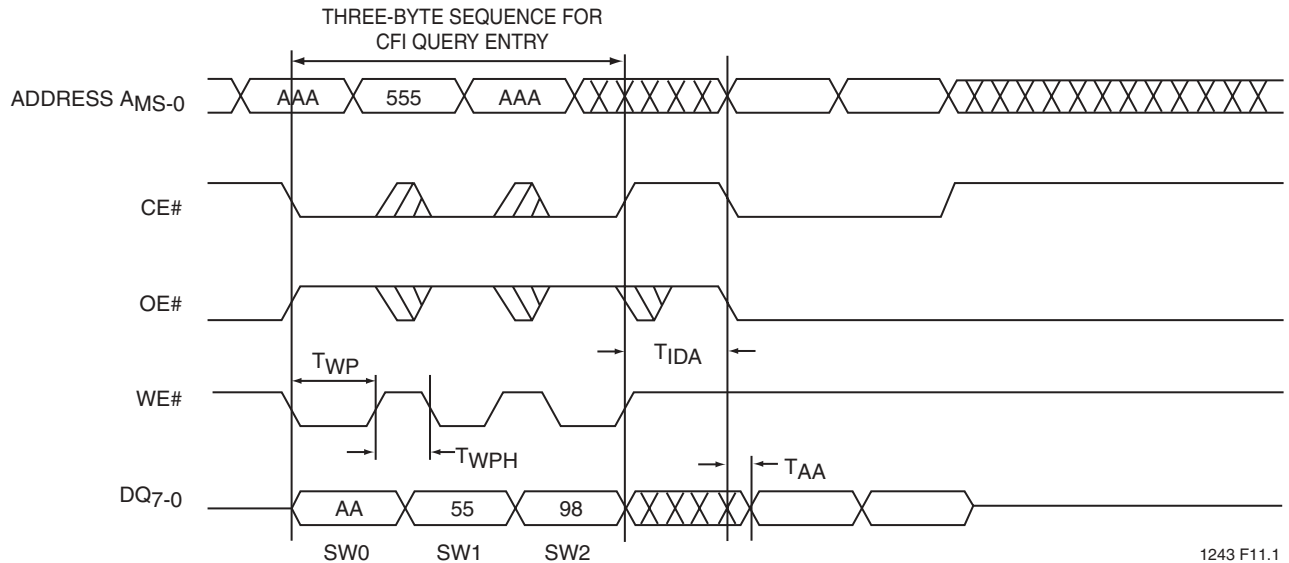 THREE-BYTE SEQUENCE FOR
CFI QUERY ENTRY
ADDRESS AMS-0
AAA 555 AAA
CE#
OE#
TIDA
TWP
WE#
TWPH
TAA
DQ7-0
AA 55 98
SW0 SW1 SW2
1243 F11.1